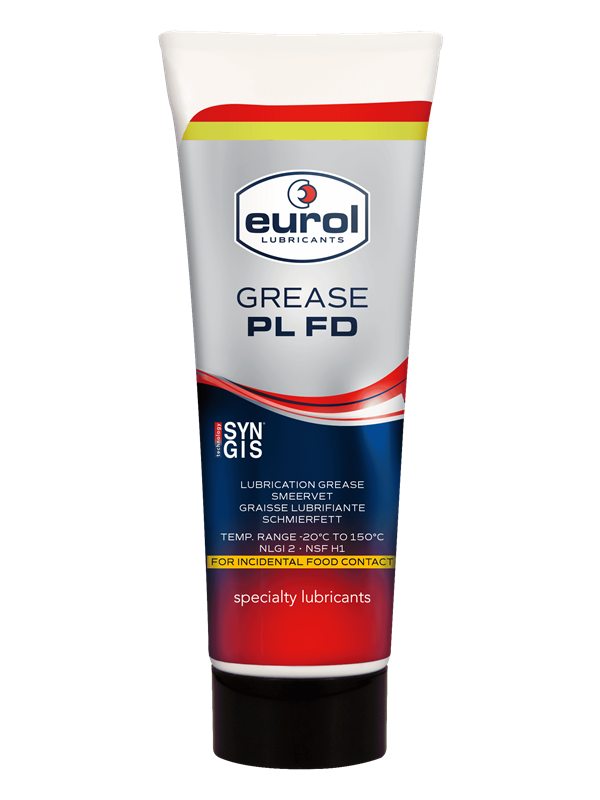 eurol
LUBRICANTS
GREASE
PL FD
technology
SYN
GIS
LUBRICATION GREASE
SMEERVET
GRAISSE LUBRIFIANTE
SCHMIERFETT
TEMP. RANGE -20°C TO 150°C
NLGI 2 · NSF H1
FOR INCIDENTAL FOOD CONTACT
specialty lubricants